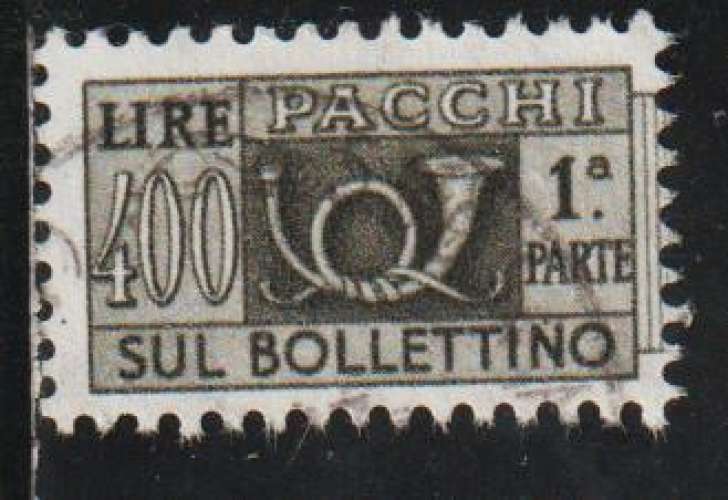 LIRE PACCHI
400 1.ª
PARTE
SUL BOLLETTINO